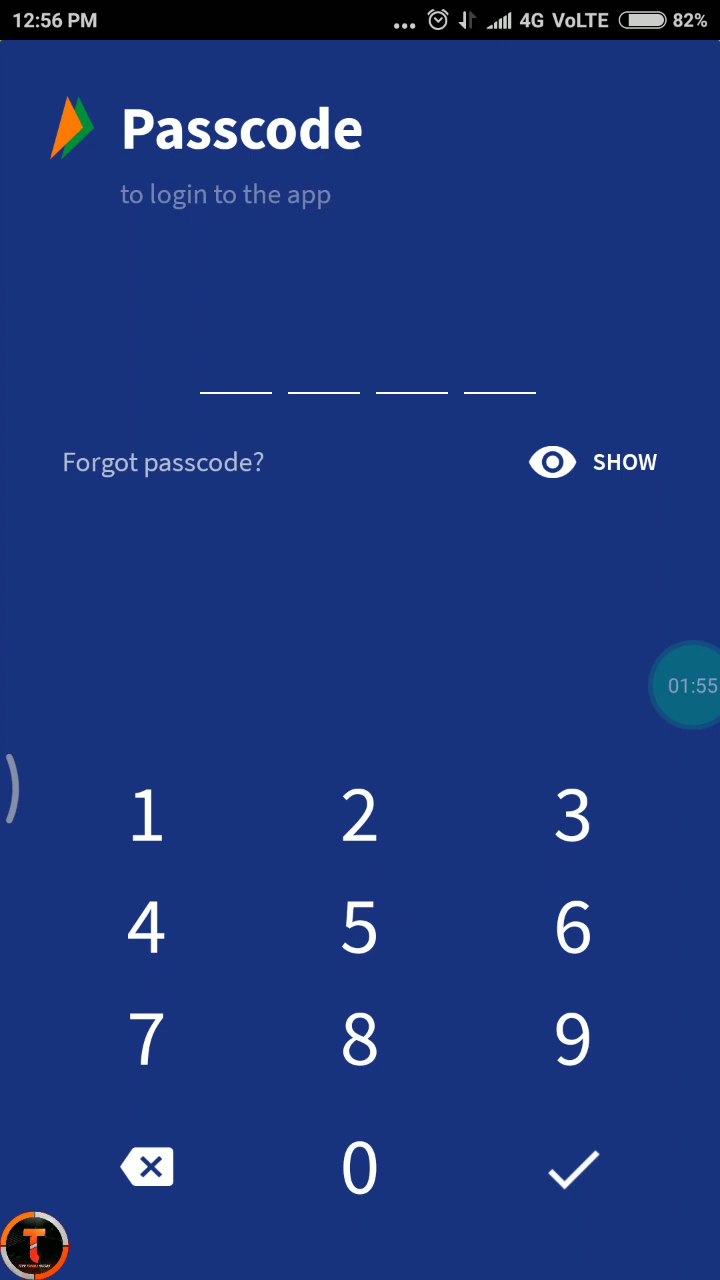 12:56 PM ... 4G VoLTE 82%
Passcode
to login to the app
Forgot passcode? SHOW
01:55
1 2 3
4 5 6
7 8 9
0
T